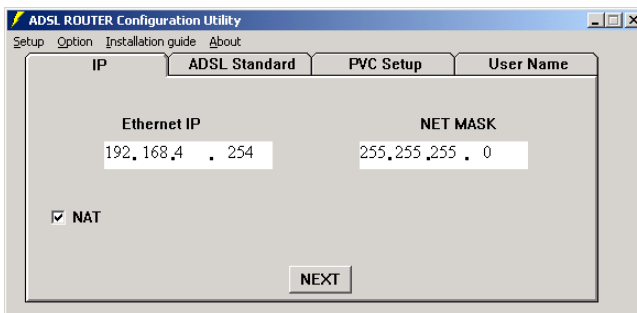 ADSL ROUTER Configuration Utility
Setup Option Installation guide About
IP ADSL Standard PVC Setup User Name
Ethernet IP NET MASK
192.168.4 . 254 255.255.255 . 0
NAT
NEXT